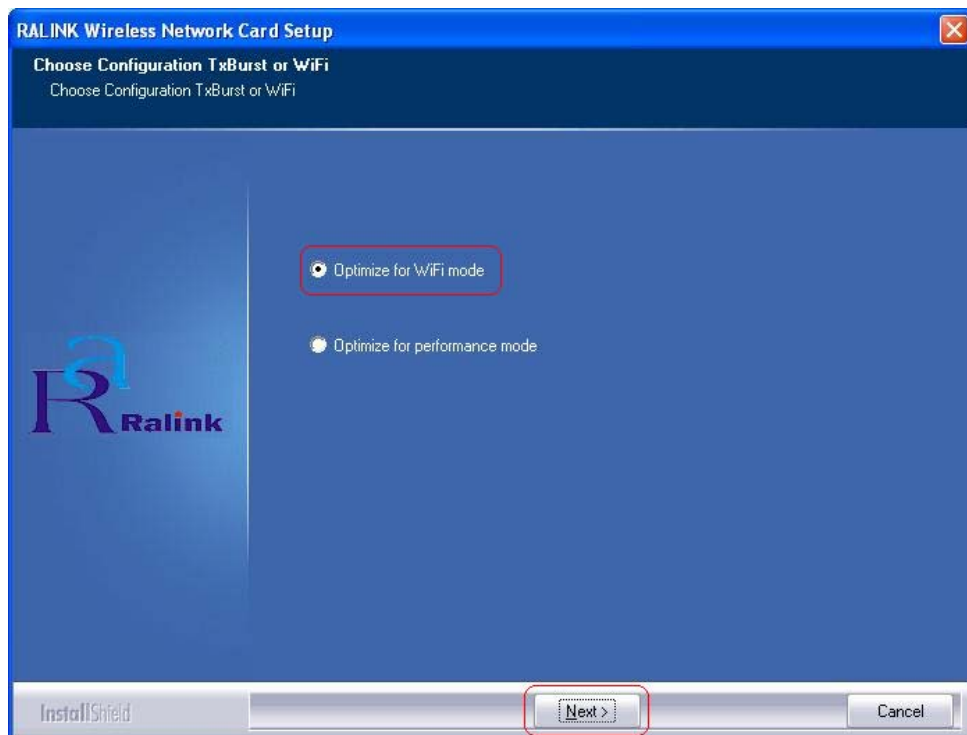 RALINK Wireless Network Card Setup
Choose Configuration TxBurst or WiFi
Choose Configuration TxBurst or WiFi
Optimize for WiFi mode
Optimize for performance mode
Ra
Ralink
InstallShield
Next >
Cancel